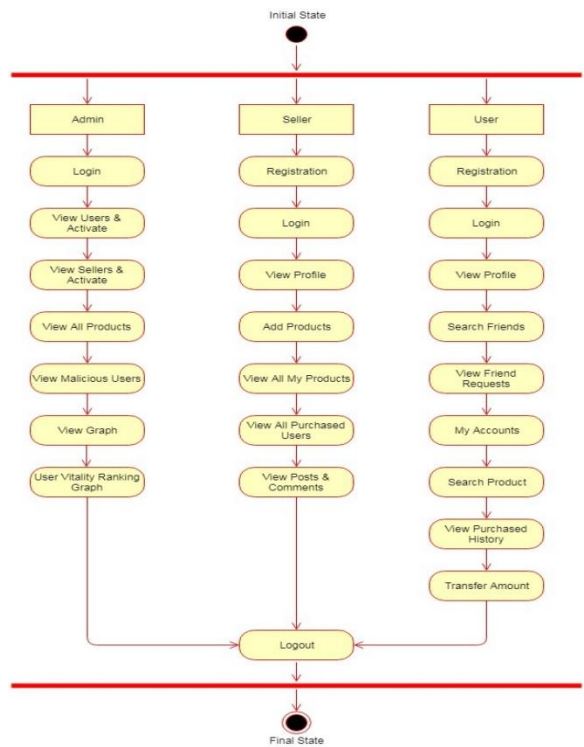 Initial State
Admin
Seller
User
Login
Registration
Registration
View Users &
Activate
Login
Login
View Sellers &
Activate
View Profile
View Profile
View All Products
Add Products
Search Friends
View Malicious Users
View All My Products
View Friend
Requests
View Graph
View All Purchased
Users
My Accounts
User Vitality Ranking
Graph
View Posts &
Comments
Search Product
View Purchased
History
Transfer Amount
Logout
Final State